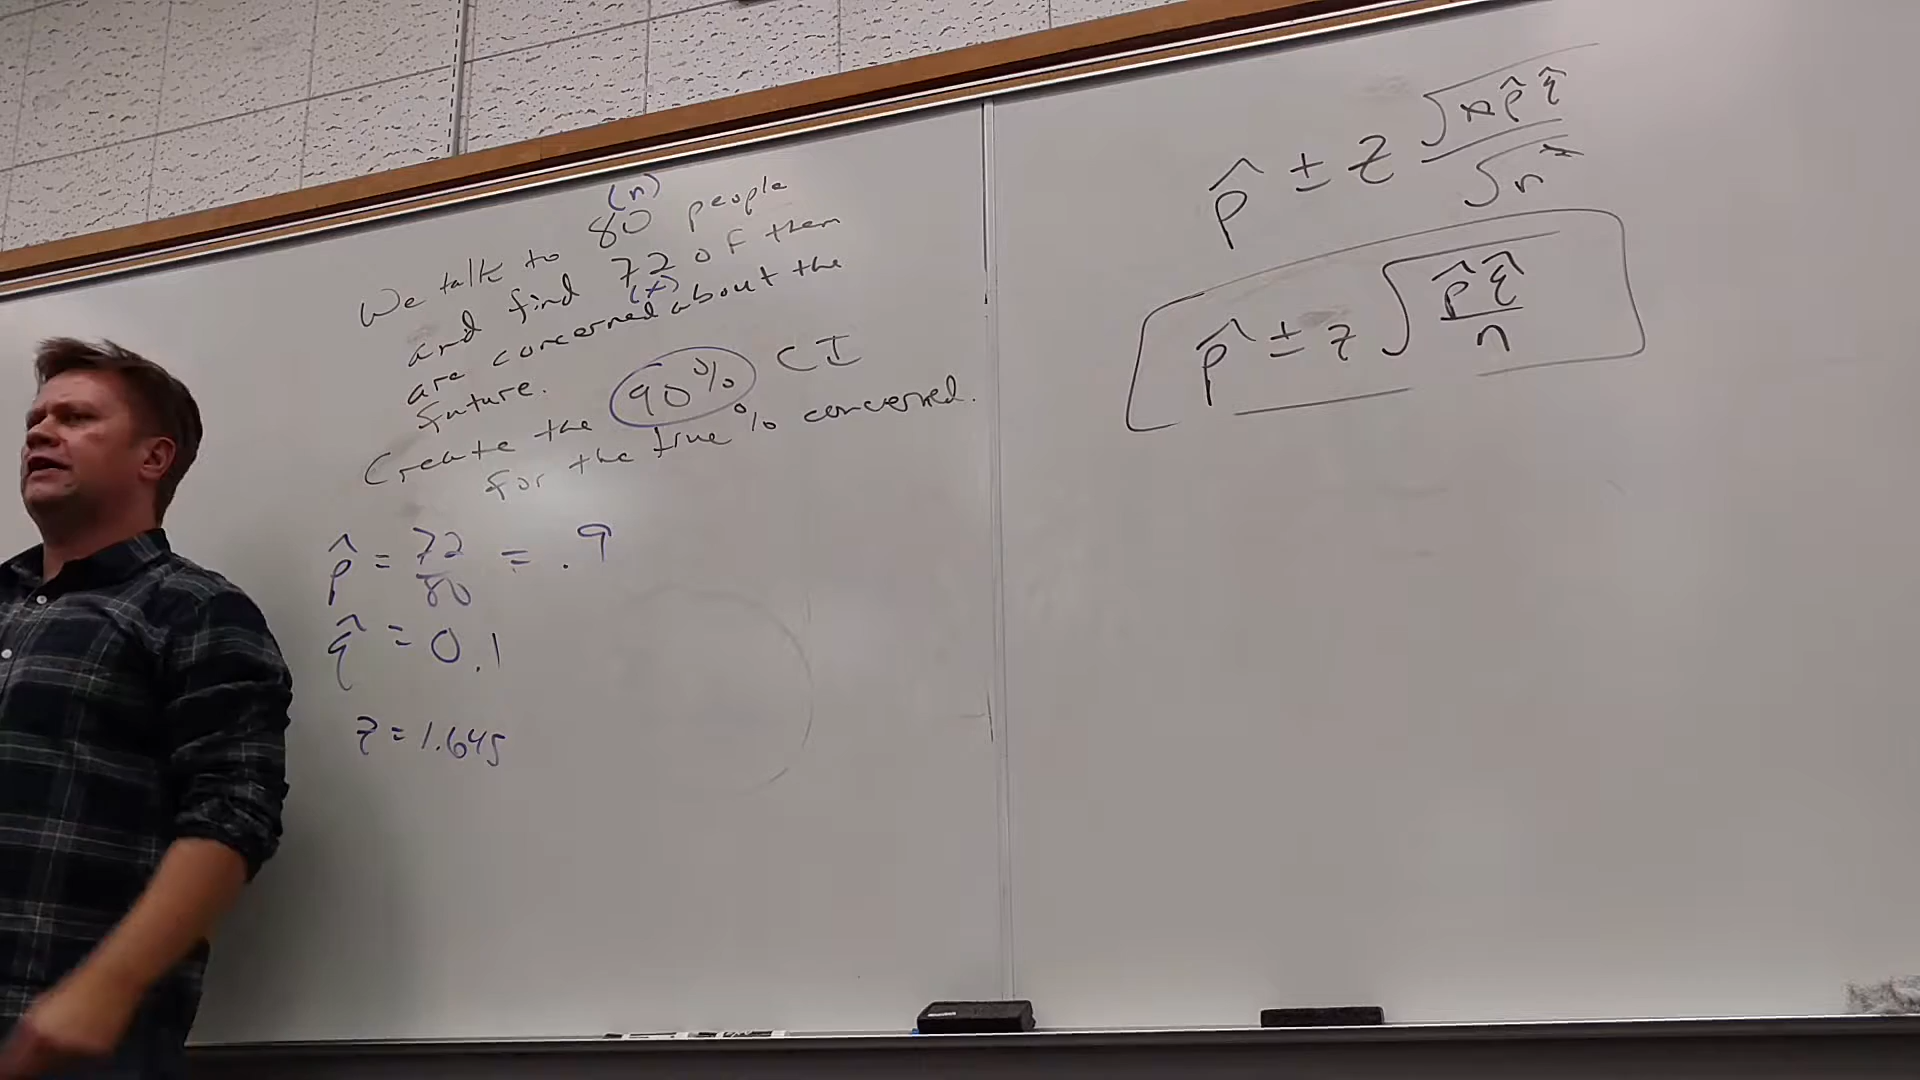 (n)
We talk to 80 people
and find 72 of them
(x)
are concerned about the
future.
Create the 90% CI
for the true % concerned.
p̂ = 72/80 = .9
q̂ = 0.1
z = 1.645
p̂ ± z √(n p̂ q̂) / √n²
p̂ ± z √(p̂ q̂ / n)